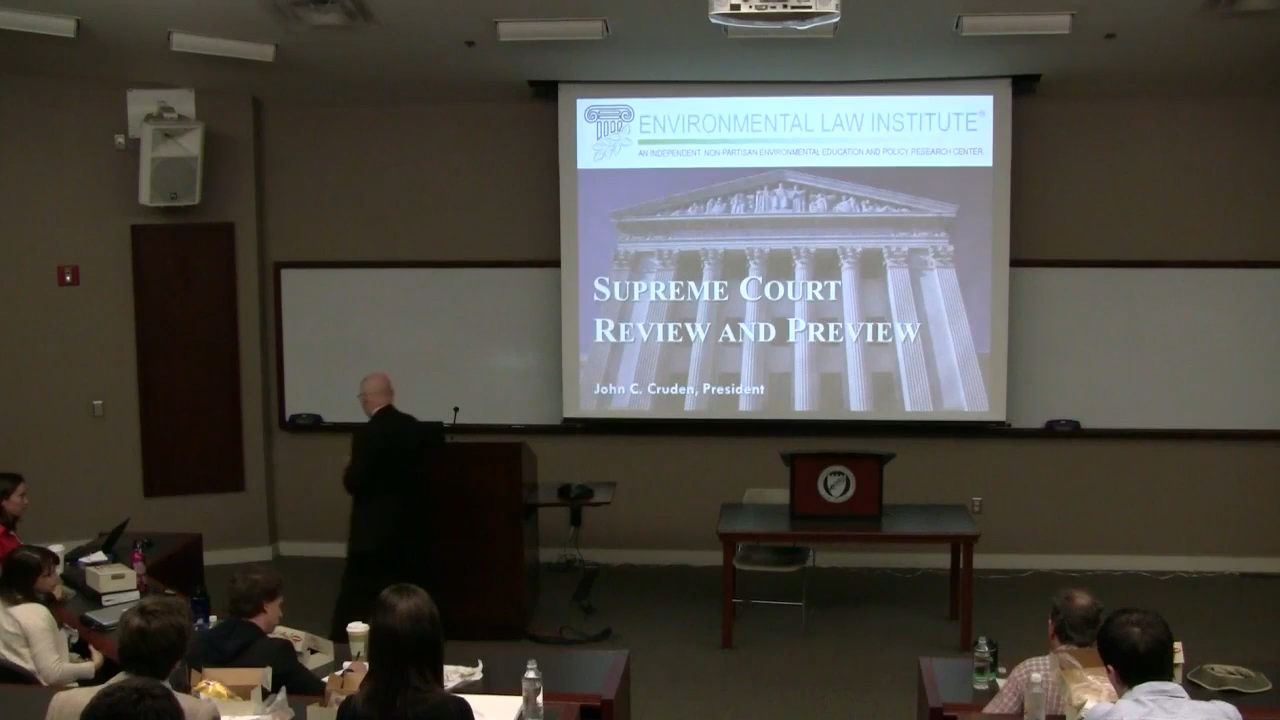 ENVIRONMENTAL LAW INSTITUTE®
AN INDEPENDENT, NON-PARTISAN ENVIRONMENTAL EDUCATION AND POLICY RESEARCH CENTER
SUPREME COURT
REVIEW AND PREVIEW
John C. Cruden, President